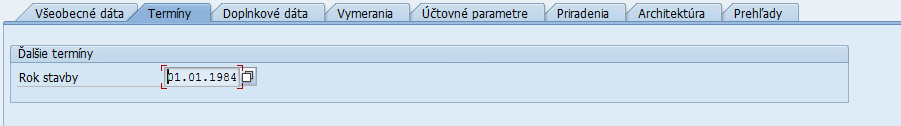 Všeobecné dáta Termíny Doplnkové dáta Vymerania Účtovné parametre Priradenia Architektúra Prehľady
Ďalšie termíny
Rok stavby 01.01.1984